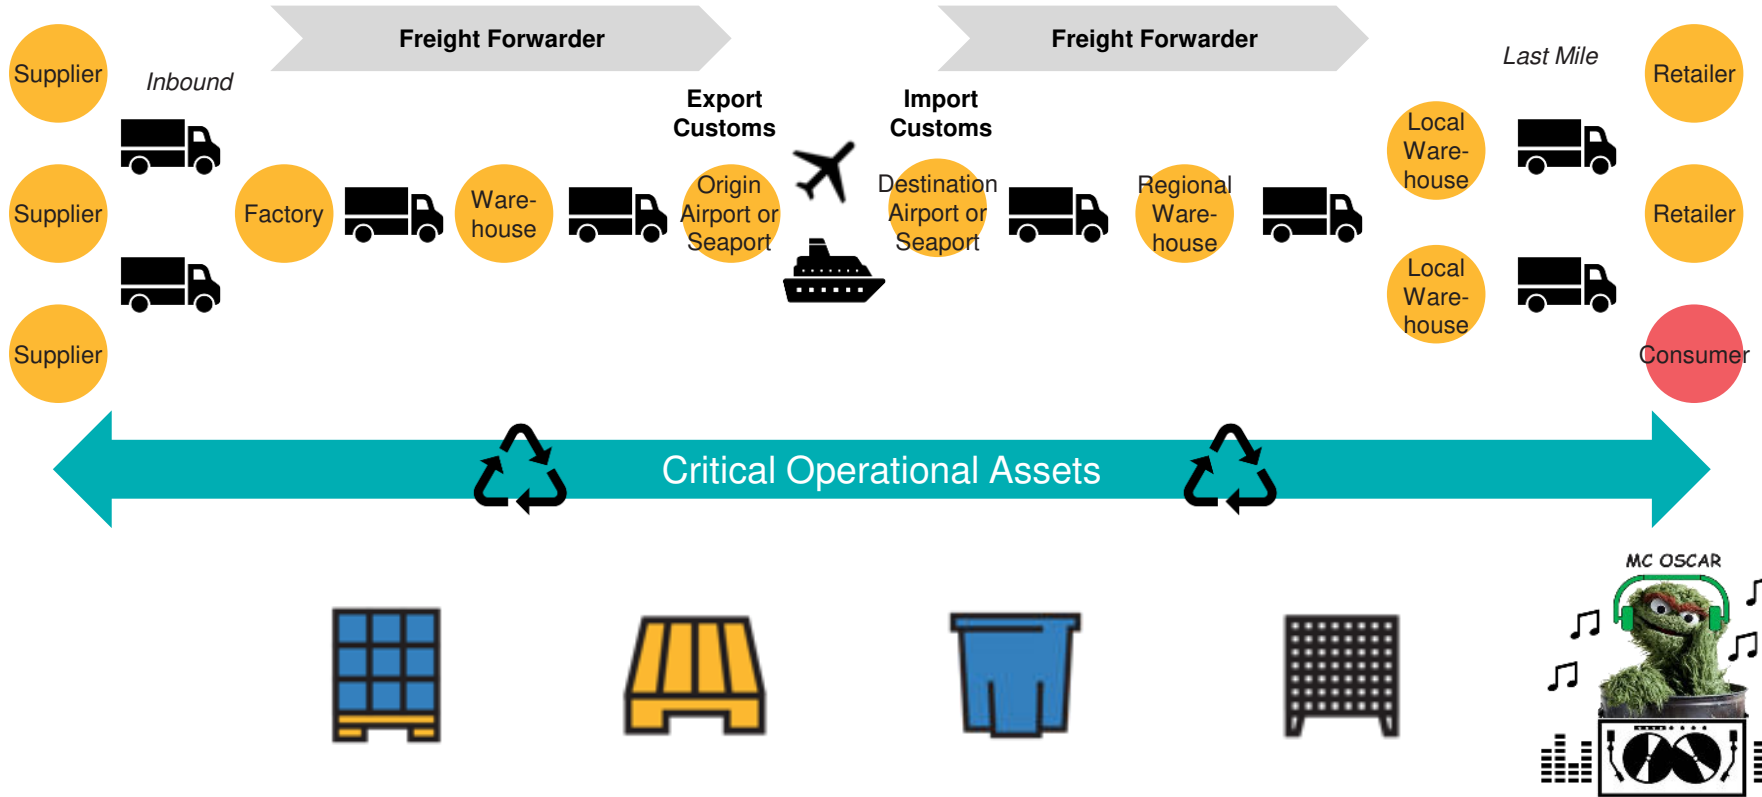 Freight Forwarder
Freight Forwarder
Supplier
Inbound
Last Mile
Retailer
Export
Customs
Import
Customs
Local
Ware-
house
Supplier
Factory
Ware-
house
Origin
Airport or
Seaport
Destination
Airport or
Seaport
Regional
Ware-
house
Retailer
Local
Ware-
house
Supplier
Consumer
Critical Operational Assets
MC OSCAR